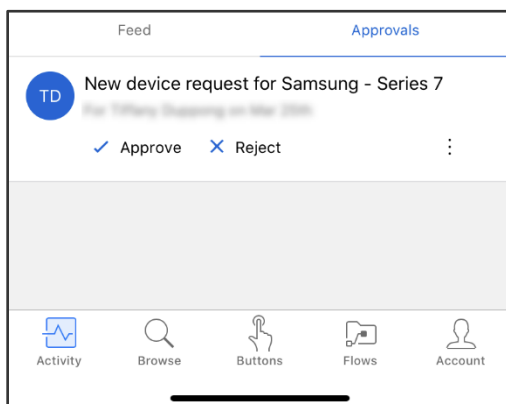 Feed
Approvals
TD
New device request for Samsung - Series 7
Approve
Reject
Activity
Browse
Buttons
Flows
Account